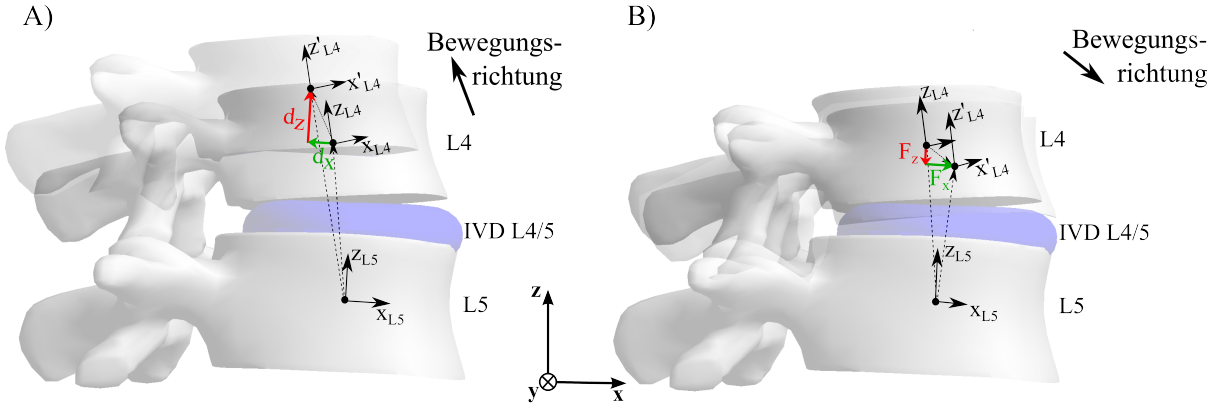 A)
Bewegungs-
richtung
z'L4
x'L4
zL4
dz
xL4
dx
L4
IVD L4/5
zL5
L5
xL5
z
y
x
B)
Bewegungs-
richtung
zL4
z'L4
L4
Fz
x'L4
Fx
IVD L4/5
zL5
xL5
L5